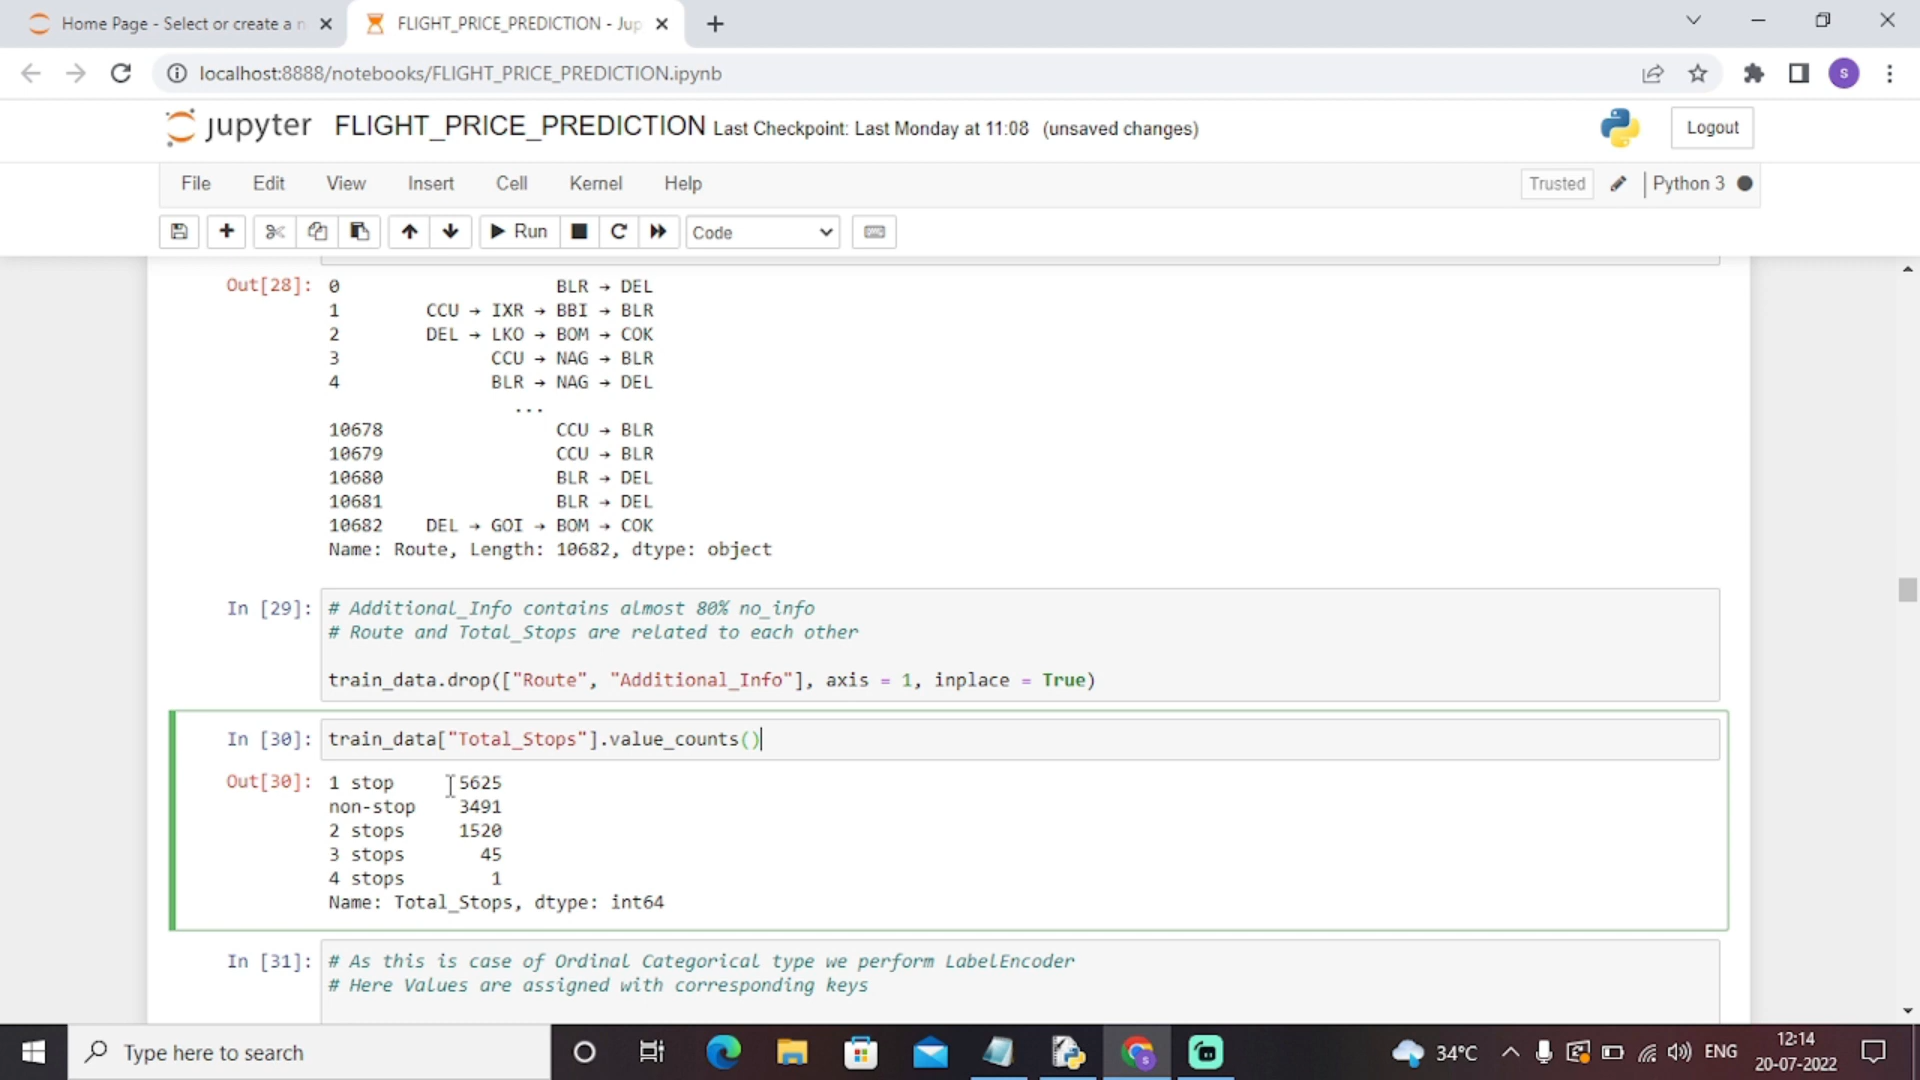 Home Page - Select or create a n
FLIGHT_PRICE_PREDICTION - Jup
localhost:8888/notebooks/FLIGHT_PRICE_PREDICTION.ipynb
s
jupyter FLIGHT_PRICE_PREDICTION Last Checkpoint: Last Monday at 11:08 (unsaved changes)
Logout
File Edit View Insert Cell Kernel Help
Trusted Python 3
Run Code
Out[28]: 0 BLR → DEL
1 CCU → IXR → BBI → BLR
2 DEL → LKO → BOM → COK
3 CCU → NAG → BLR
4 BLR → NAG → DEL
...
10678 CCU → BLR
10679 CCU → BLR
10680 BLR → DEL
10681 BLR → DEL
10682 DEL → GOI → BOM → COK
Name: Route, Length: 10682, dtype: object
In [29]: # Additional_Info contains almost 80% no_info
# Route and Total_Stops are related to each other
train_data.drop(["Route", "Additional_Info"], axis = 1, inplace = True)
In [30]: train_data["Total_Stops"].value_counts()
Out[30]: 1 stop 5625
non-stop 3491
2 stops 1520
3 stops 45
4 stops 1
Name: Total_Stops, dtype: int64
In [31]: # As this is case of Ordinal Categorical type we perform LabelEncoder
# Here Values are assigned with corresponding keys
Type here to search
34°C
ENG
12:14
20-07-2022